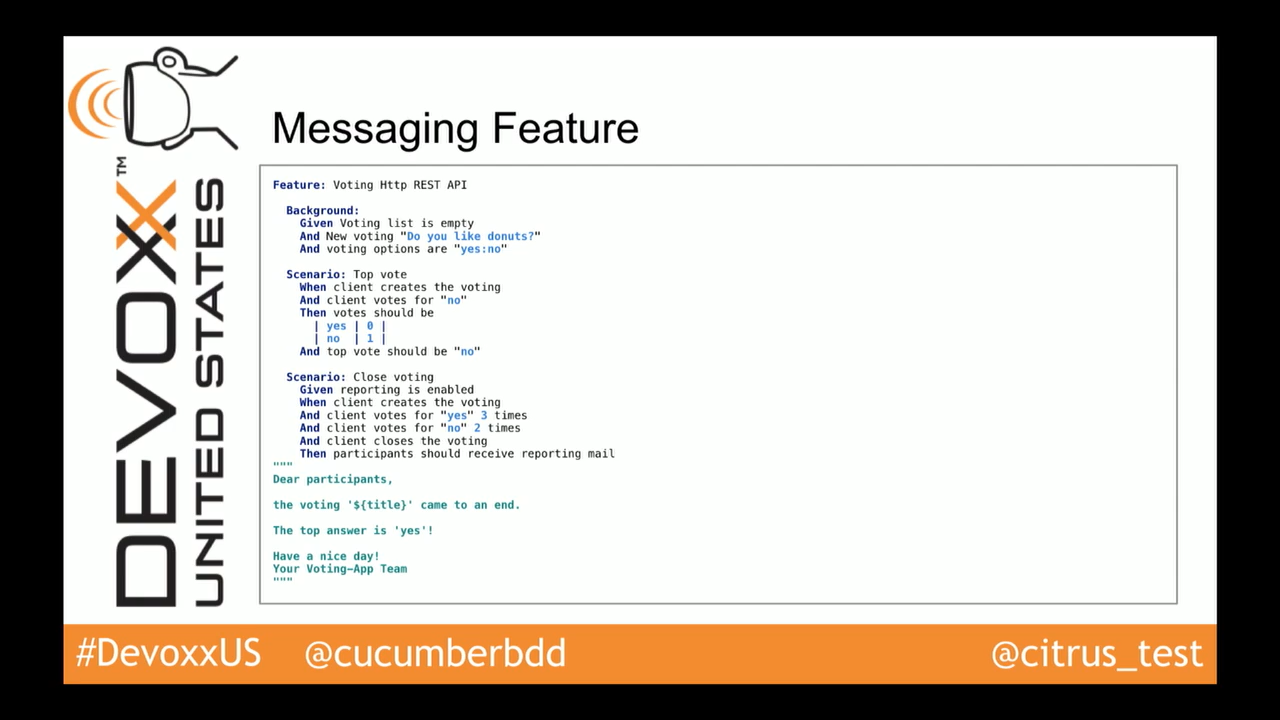 DEVOXX™
UNITED STATES
Messaging Feature
Feature: Voting Http REST API
Background:
Given Voting list is empty
And New voting "Do you like donuts?"
And voting options are "yes:no"
Scenario: Top vote
When client creates the voting
And client votes for "no"
Then votes should be
| yes | 0 |
| no | 1 |
And top vote should be "no"
Scenario: Close voting
Given reporting is enabled
When client creates the voting
And client votes for "yes" 3 times
And client votes for "no" 2 times
And client closes the voting
Then participants should receive reporting mail
"""
Dear participants,
the voting '${title}' came to an end.
The top answer is 'yes'!
Have a nice day!
Your Voting-App Team
"""
#DevoxxUS @cucumberbdd @citrus_test